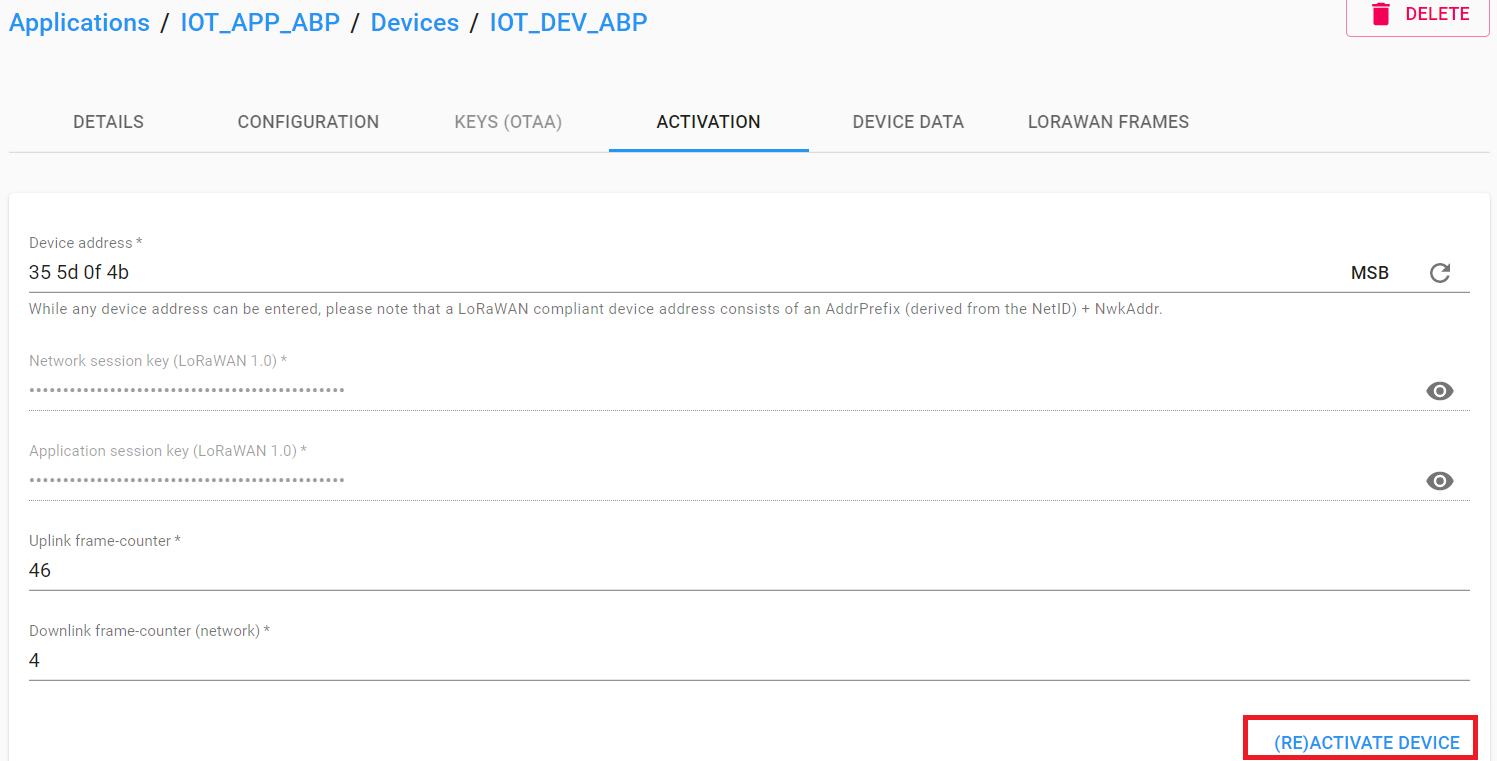 Applications / IOT_APP_ABP / Devices / IOT_DEV_ABP
DELETE
DETAILS CONFIGURATION KEYS (OTAA) ACTIVATION DEVICE DATA LORAWAN FRAMES
Device address *
35 5d 0f 4b MSB
While any device address can be entered, please note that a LoRaWAN compliant device address consists of an AddrPrefix (derived from the NetID) + NwkAddr.
Network session key (LoRaWAN 1.0) *
•••••••••••••••••••••••••••••••••••••••••••••••
Application session key (LoRaWAN 1.0) *
•••••••••••••••••••••••••••••••••••••••••••••••
Uplink frame-counter *
46
Downlink frame-counter (network) *
4
(RE)ACTIVATE DEVICE